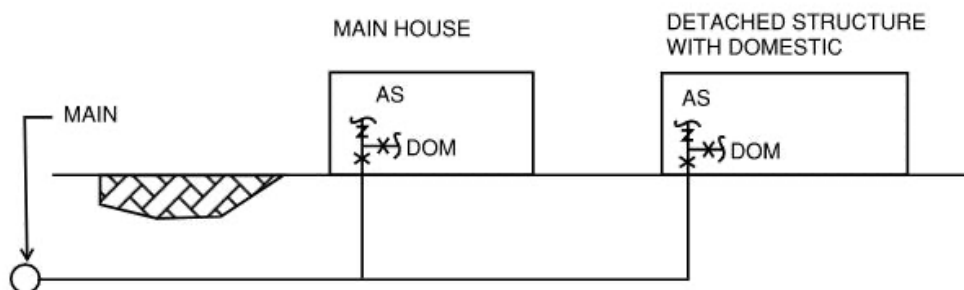 MAIN HOUSE
DETACHED STRUCTURE
WITH DOMESTIC
MAIN
AS
DOM
AS
DOM